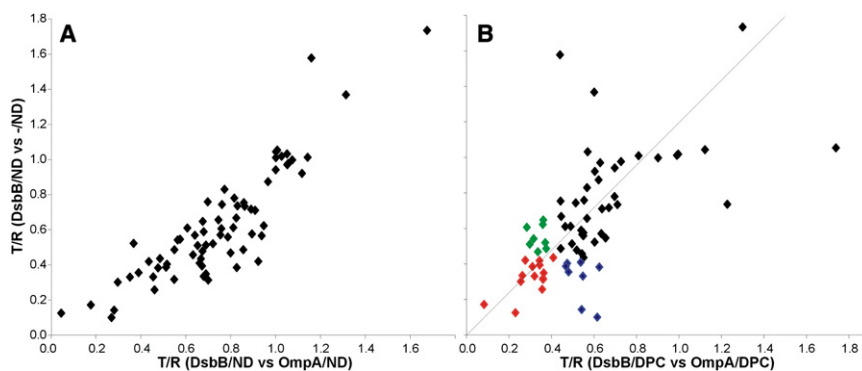 A
B
T/R (DsbB/ND vs -/ND)
1.8
1.6
1.4
1.2
1.0
0.8
0.6
0.4
0.2
0.0
0.0 0.2 0.4 0.6 0.8 1.0 1.2 1.4 1.6
T/R (DsbB/ND vs OmpA/ND)
0.0 0.2 0.4 0.6 0.8 1.0 1.2 1.4 1.6 1.8
T/R (DsbB/DPC vs OmpA/DPC)